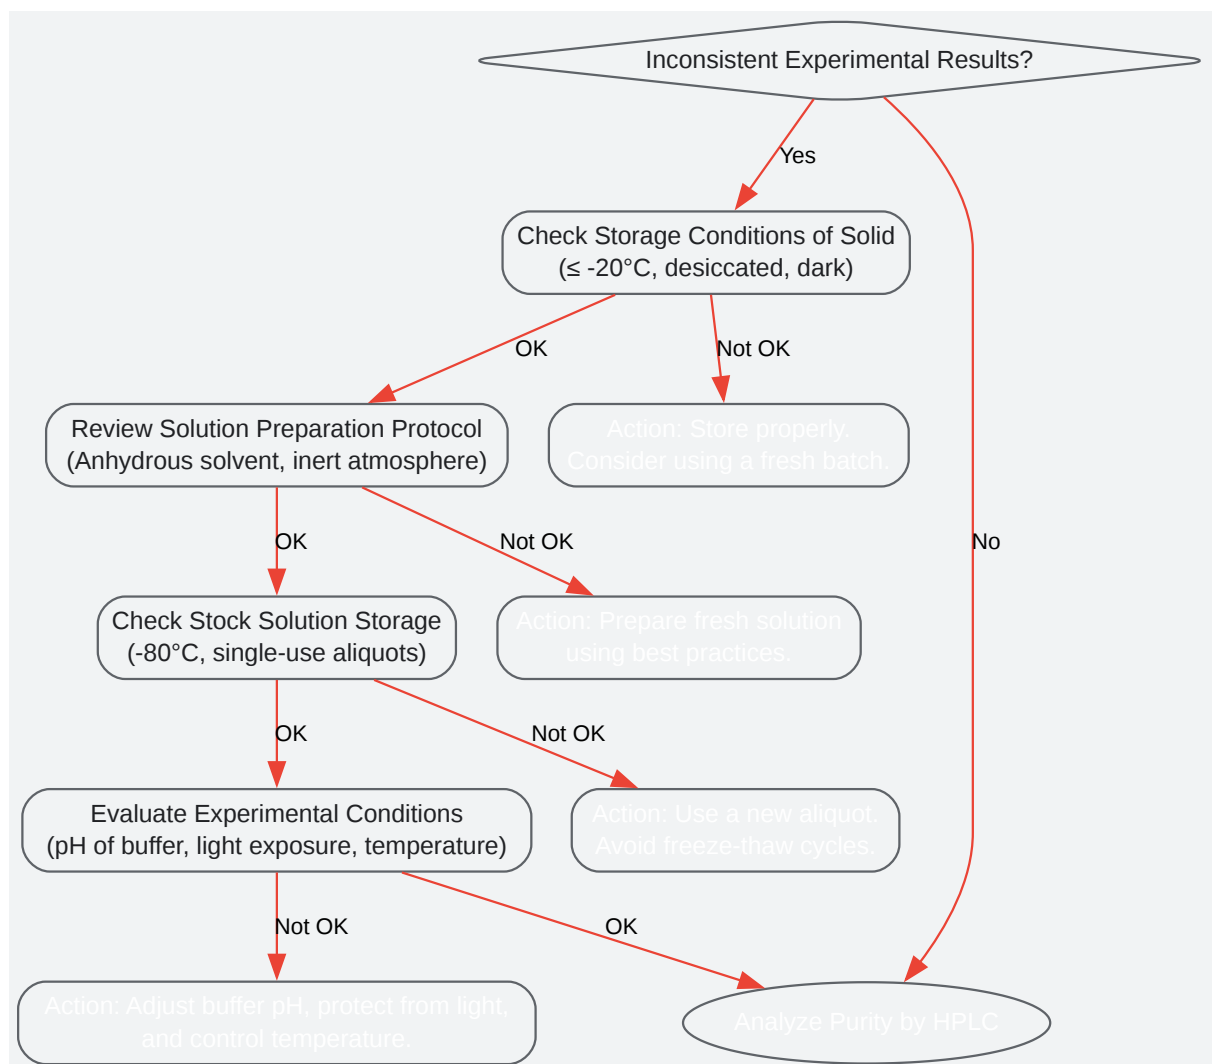 Inconsistent Experimental Results?
Yes
Check Storage Conditions of Solid
(≤ -20°C, desiccated, dark)
OK
Not OK
Review Solution Preparation Protocol
(Anhydrous solvent, inert atmosphere)
Action: Store properly.
Consider using a fresh batch.
OK
Not OK
No
Check Stock Solution Storage
(-80°C, single-use aliquots)
Action: Prepare fresh solution
using best practices.
OK
Not OK
Evaluate Experimental Conditions
(pH of buffer, light exposure, temperature)
Action: Use a new aliquot.
Avoid freeze-thaw cycles.
Not OK
OK
Action: Adjust buffer pH, protect from light,
and control temperature.
Analyze Purity by HPLC